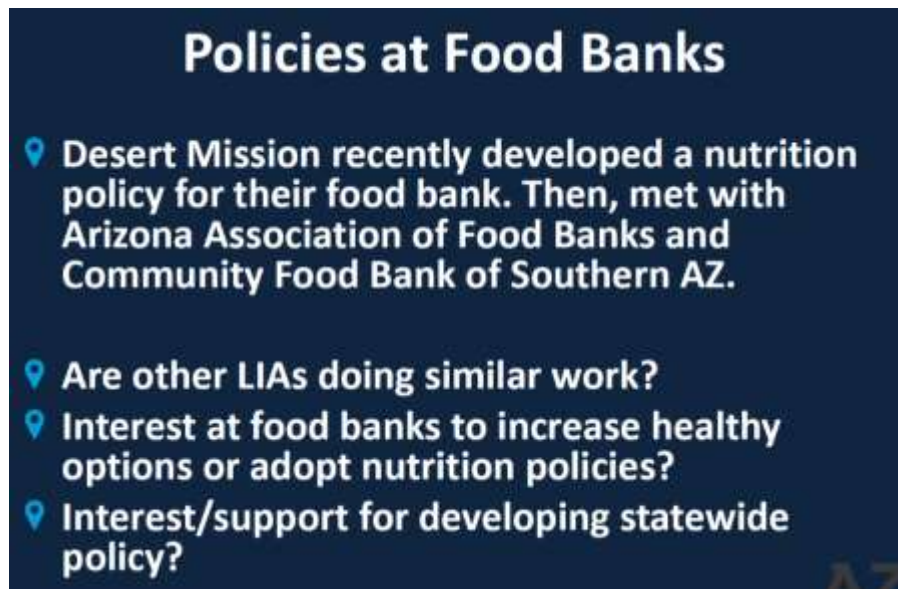 Policies at Food Banks
Desert Mission recently developed a nutrition
policy for their food bank. Then, met with
Arizona Association of Food Banks and
Community Food Bank of Southern AZ.
Are other LIAs doing similar work?
Interest at food banks to increase healthy
options or adopt nutrition policies?
Interest/support for developing statewide
policy?
AZ